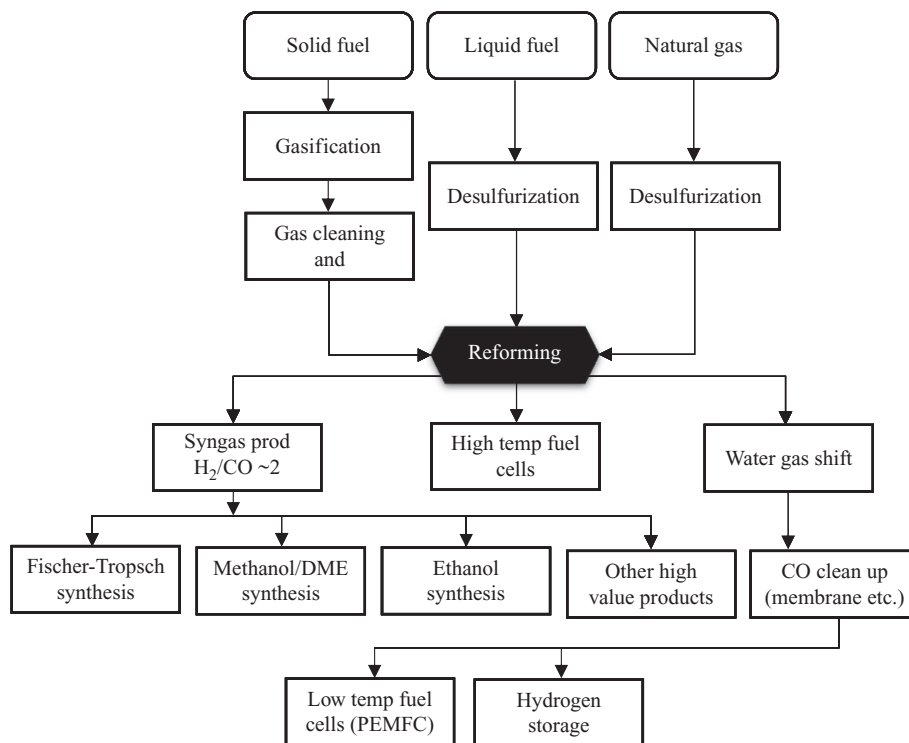 Solid fuel
Liquid fuel
Natural gas
Gasification
Desulfurization
Desulfurization
Gas cleaning
and
Reforming
Syngas prod
H₂/CO ~2
High temp fuel
cells
Water gas shift
Fischer-Tropsch
synthesis
Methanol/DME
synthesis
Ethanol
synthesis
Other high
value products
CO clean up
(membrane etc.)
Low temp fuel
cells (PEMFC)
Hydrogen
storage